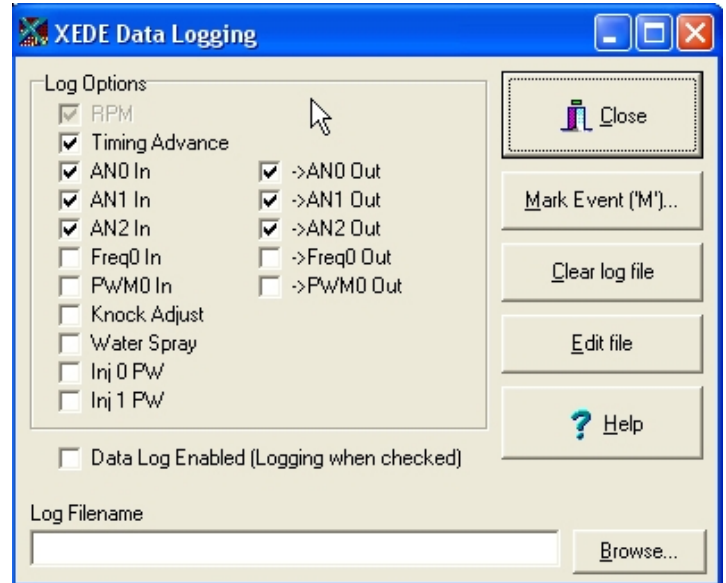 XEDE Data Logging
Log Options
RPM
Timing Advance
AN0 In ->AN0 Out
AN1 In ->AN1 Out
AN2 In ->AN2 Out
Freq0 In ->Freq0 Out
PWM0 In ->PWM0 Out
Knock Adjust
Water Spray
Inj 0 PW
Inj 1 PW
Data Log Enabled (Logging when checked)
Close
Mark Event ('M')...
Clear log file
Edit file
? Help
Log Filename
Browse...